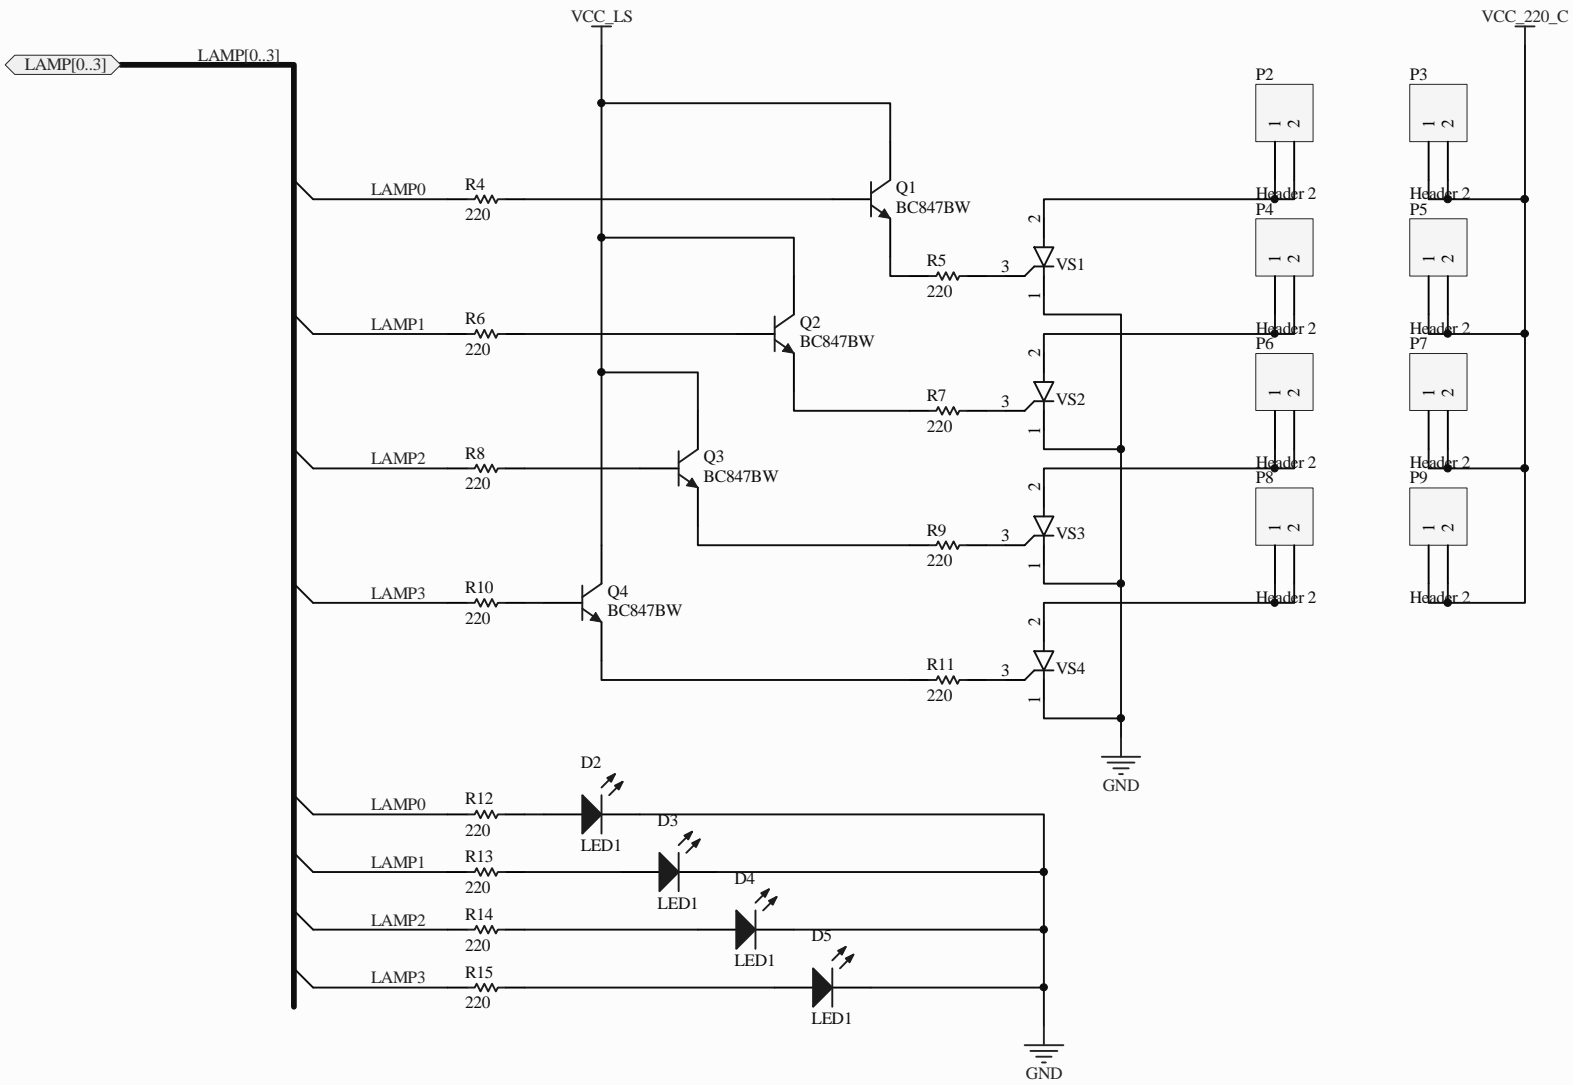 VCC_LS
VCC_220_C
LAMP[0..3]
LAMP[0..3]
P2
1
2
Header 2
P3
1
2
Header 2
LAMP0
R4
220
Q1
BC847BW
R5
220
3
2
1
VS1
P4
1
2
Header 2
P5
1
2
Header 2
LAMP1
R6
220
Q2
BC847BW
R7
220
3
2
1
VS2
P6
1
2
Header 2
P7
1
2
Header 2
LAMP2
R8
220
Q3
BC847BW
R9
220
3
2
1
VS3
P8
1
2
Header 2
P9
1
2
Header 2
LAMP3
R10
220
Q4
BC847BW
R11
220
3
2
1
VS4
GND
LAMP0
R12
220
D2
LED1
LAMP1
R13
220
D3
LED1
LAMP2
R14
220
D4
LED1
LAMP3
R15
220
D5
LED1
GND